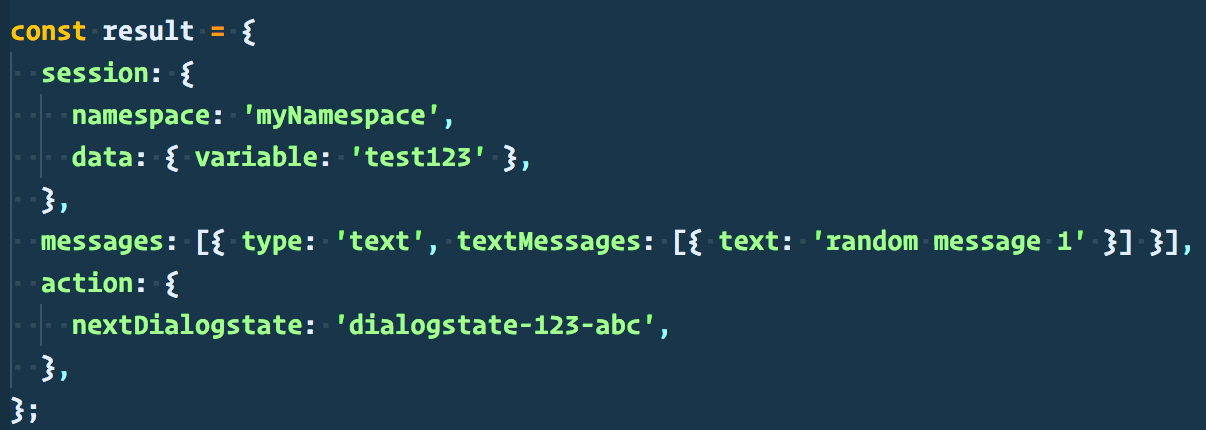 const result = {
  session: {
    namespace: 'myNamespace',
    data: { variable: 'test123' },
  },
  messages: [{ type: 'text', textMessages: [{ text: 'random message 1' }] }],
  action: {
    nextDialogstate: 'dialogstate-123-abc',
  },
};